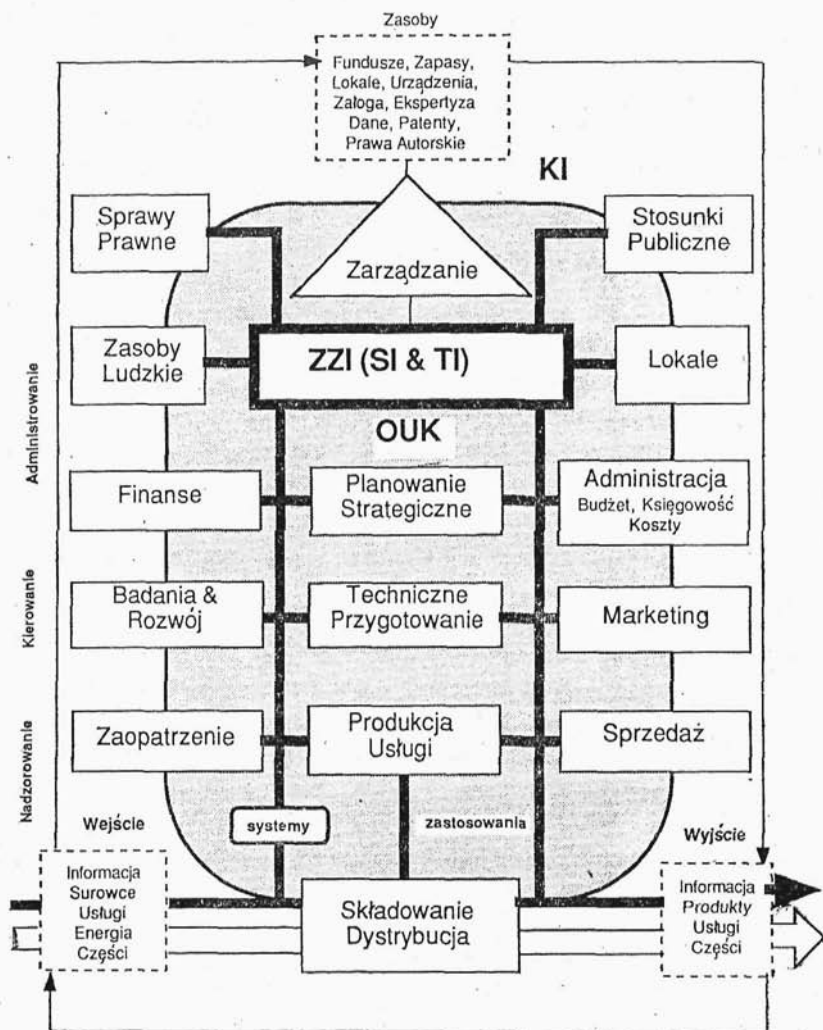 Zasoby
Fundusze, Zapasy,
Lokale, Urządzenia,
Załoga, Ekspertyza
Dane, Patenty,
Prawa Autorskie
KI
Sprawy
Prawne
Stosunki
Publiczne
Zarządzanie
Zasoby
Ludzkie
ZZI (SI & TI)
Lokale
Administrowanie
OUK
Finanse
Planowanie
Strategiczne
Administracja
Budżet, Księgowość
Koszty
Kierowanie
Badania &
Rozwój
Techniczne
Przygotowanie
Marketing
Nadzorowanie
Zaopatrzenie
Produkcja
Usługi
Sprzedaż
Wejście
systemy
zastosowania
Wyjście
Informacja
Surowce
Usługi
Energia
Części
Składowanie
Dystrybucja
Informacja
Produkty
Usługi
Części